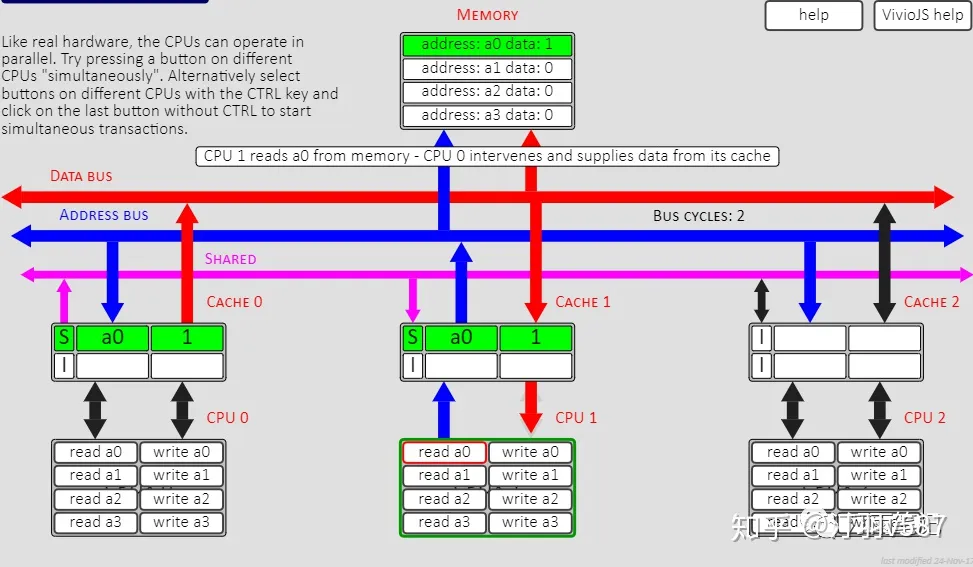 MEMORY
help
VivioJS help
Like real hardware, the CPUs can operate in
parallel. Try pressing a button on different
CPUs "simultaneously". Alternatively select
buttons on different CPUs with the CTRL key and
click on the last button without CTRL to start
simultaneous transactions.
address: a0 data: 1
address: a1 data: 0
address: a2 data: 0
address: a3 data: 0
CPU 1 reads a0 from memory - CPU 0 intervenes and supplies data from its cache
DATA BUS
ADDRESS BUS
BUS CYCLES: 2
SHARED
CACHE 0
CACHE 1
CACHE 2
S a0 1
I
S a0 1
I
I
I
CPU 0
CPU 1
CPU 2
read a0 write a0
read a1 write a1
read a2 write a2
read a3 write a3
read a0 write a0
read a1 write a1
read a2 write a2
read a3 write a3
read a0 write a0
read a1 write a1
read a2 write a2
知乎
last modified 24-Nov-17